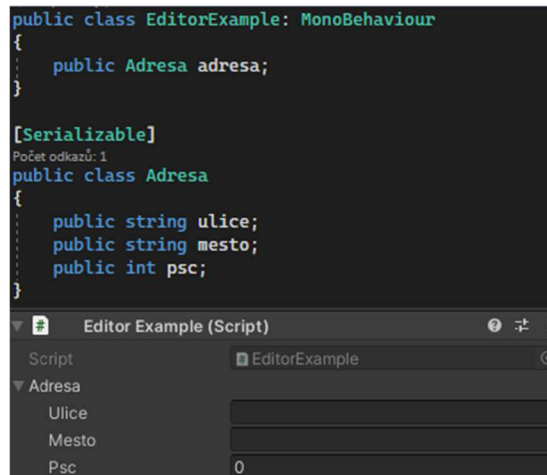 public class EditorExample: MonoBehaviour
{
public Adresa adresa;
}
[Serializable]
Počet odkazů: 1
public class Adresa
{
public string ulice;
public string mesto;
public int psc;
}
# Editor Example (Script)
Script EditorExample
Adresa
Ulice
Mesto
Psc 0